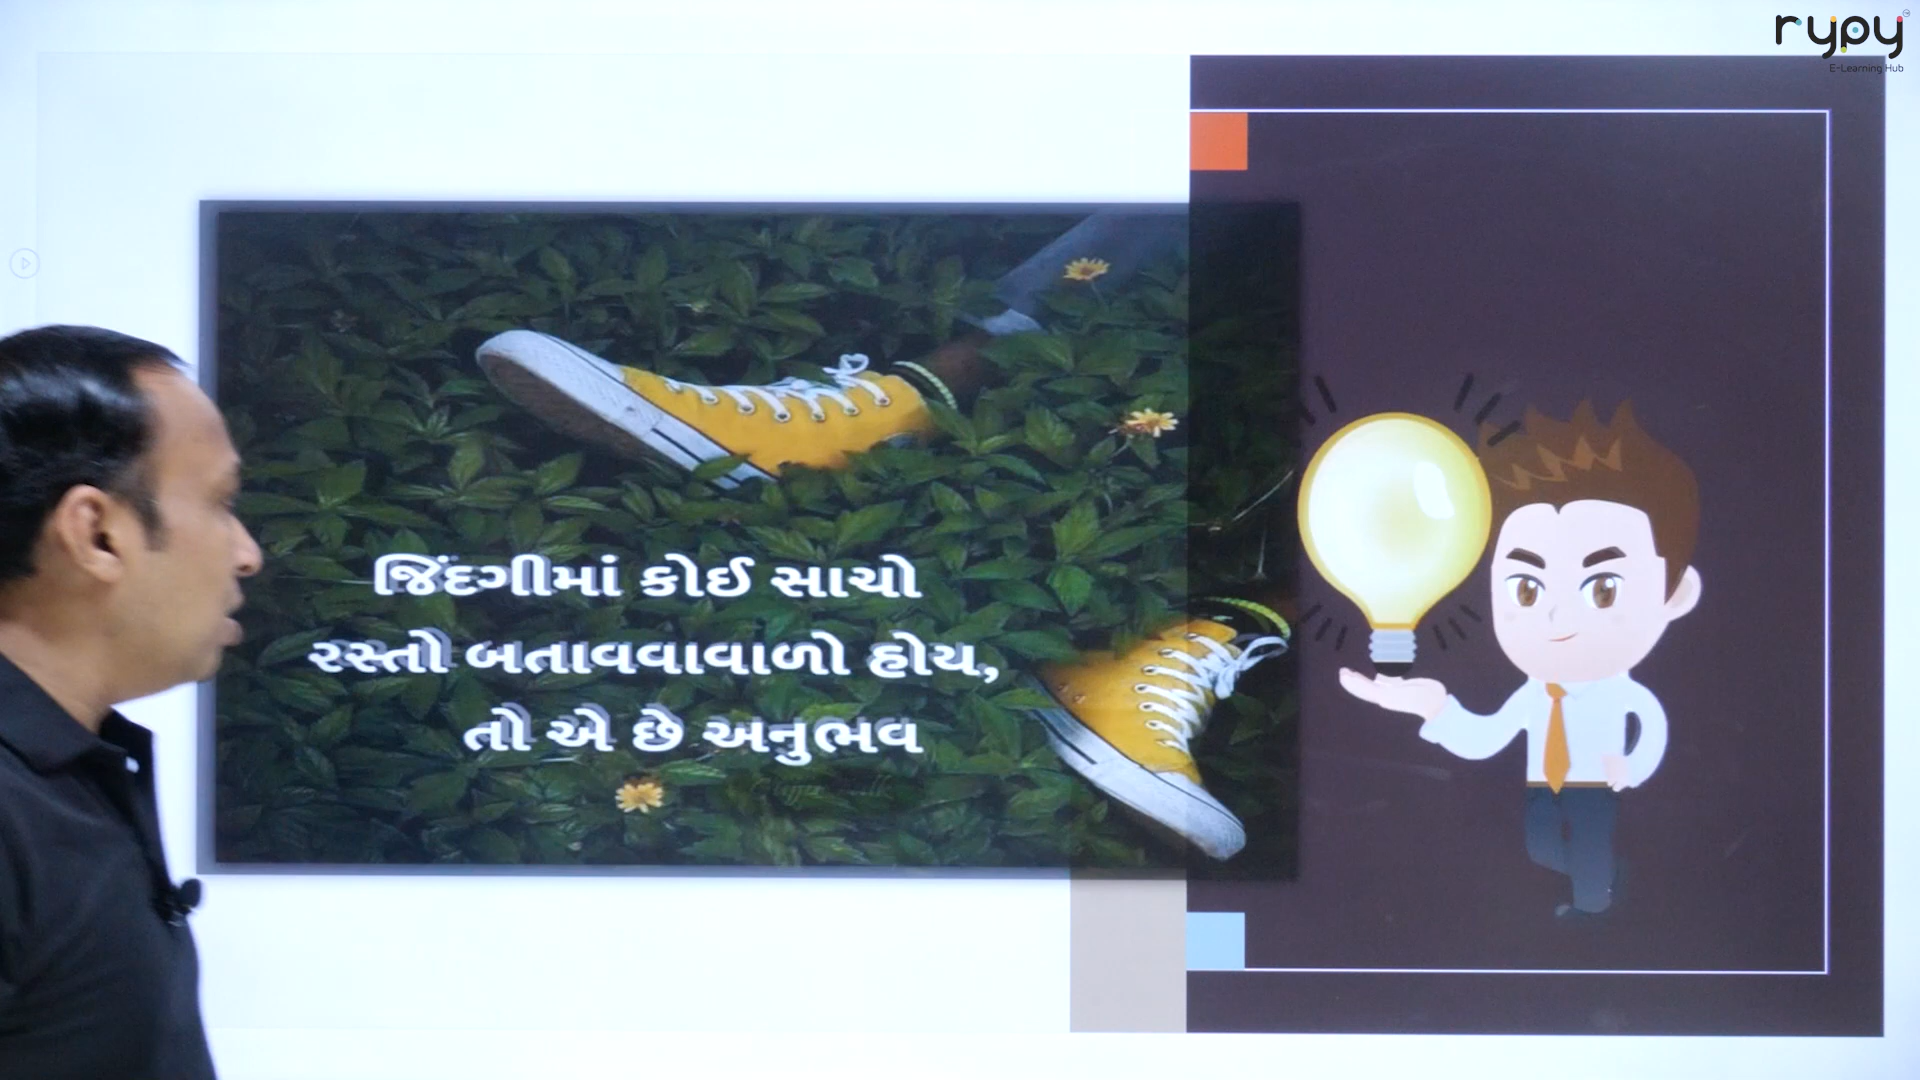 rypy
E-Learning Hub
જિંદગીમાં કોઈ સાચો
રસ્તો બતાવવાવાળો હોય,
તો એ છે અનુભવ